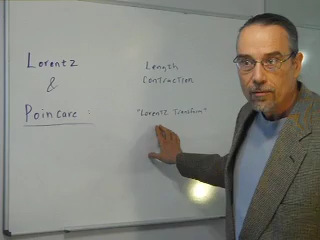 Lorentz
&
Poincare :
Length
Contraction
"Lorentz Transform"